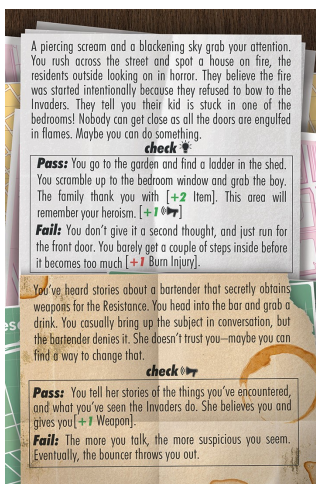 A piercing scream and a blackening sky grab your attention.
You rush across the street and spot a house on fire, the
residents outside looking on in horror. They believe the fire
was started intentionally because they refused to bow to the
Invaders. They tell you their kid is stuck in one of the
bedrooms! Nobody can get close as all the doors are engulfed
in flames. Maybe you can do something.
check
Pass: You go to the garden and find a ladder in the shed.
You scramble up to the bedroom window and grab the boy.
The family thank you with [+2 Item]. This area will
remember your heroism. [+1 ]
Fail: You don't give it a second thought, and just run for
the front door. You barely get a couple of steps inside before
it becomes too much [+1 Burn Injury].
You've heard stories about a bartender that secretly obtains
weapons for the Resistance. You head into the bar and grab a
drink. You casually bring up the subject in conversation, but
the bartender denies it. She doesn't trust you—maybe you can
find a way to change that.
check
Pass: You tell her stories of the things you've encountered,
and what you've seen the Invaders do. She believes you and
gives you[+1 Weapon].
Fail: The more you talk, the more suspicious you seem.
Eventually, the bouncer throws you out.